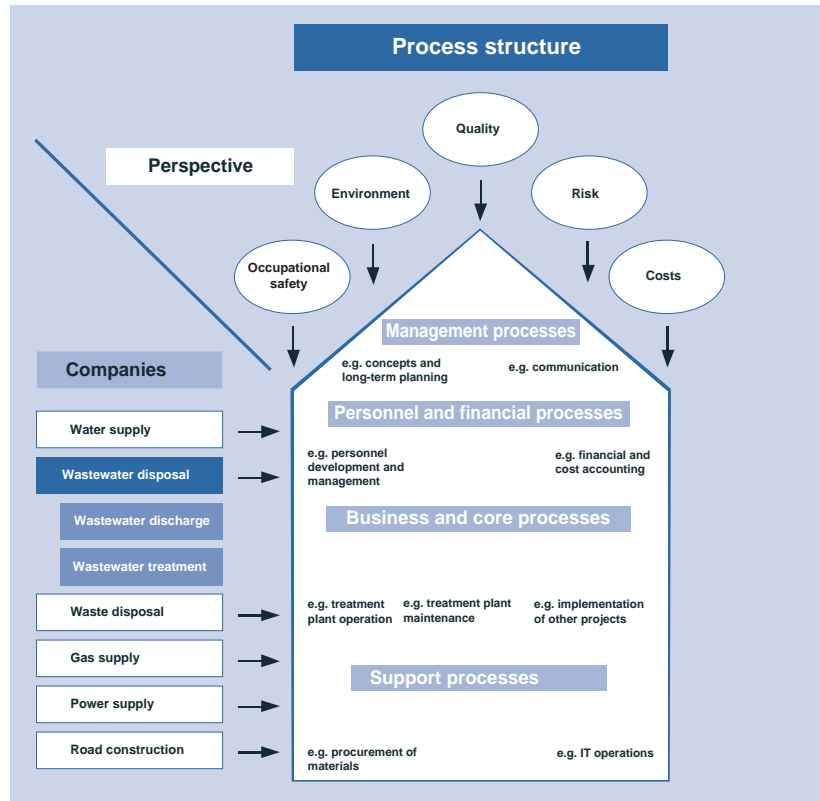 Process structure
Quality
Perspective
Environment
Risk
Occupational
safety
Costs
Management processes
Companies
e.g. concepts and
long-term planning
e.g. communication
Personnel and financial processes
Water supply
e.g. personnel
development and
management
e.g. financial and
cost accounting
Wastewater disposal
Business and core processes
Wastewater discharge
Wastewater treatment
Waste disposal
e.g. treatment
plant operation
e.g. treatment plant
maintenance
e.g. implementation
of other projects
Gas supply
Support processes
Power supply
Road construction
e.g. procurement of
materials
e.g. IT operations